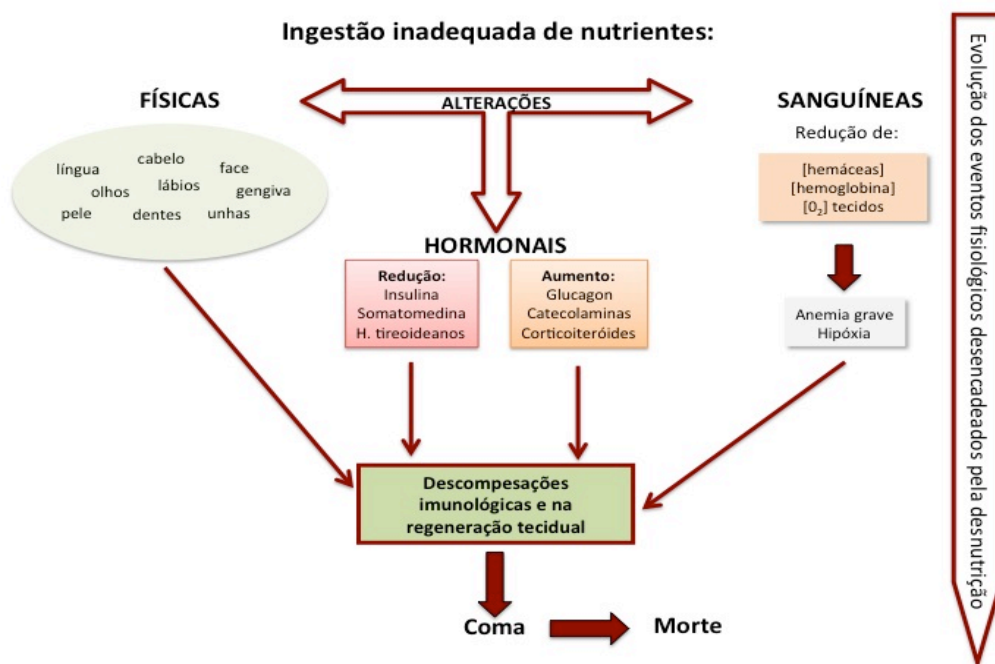 Ingestão inadequada de nutrientes:
FÍSICAS
ALTERAÇÕES
SANGUÍNEAS
Redução de:
língua
cabelo
face
olhos
lábios
gengiva
pele
dentes
unhas
[hemáceas]
[hemoglobina]
[0₂] tecidos
HORMONAIS
Redução:
Insulina
Somatomedina
H. tireoideanos
Aumento:
Glucagon
Catecolaminas
Corticoiteróides
Anemia grave
Hipóxia
Descompesações
imunológicas e na
regeneração tecidual
Coma
Morte
Evolução dos eventos fisiológicos desencadeados pela desnutrição